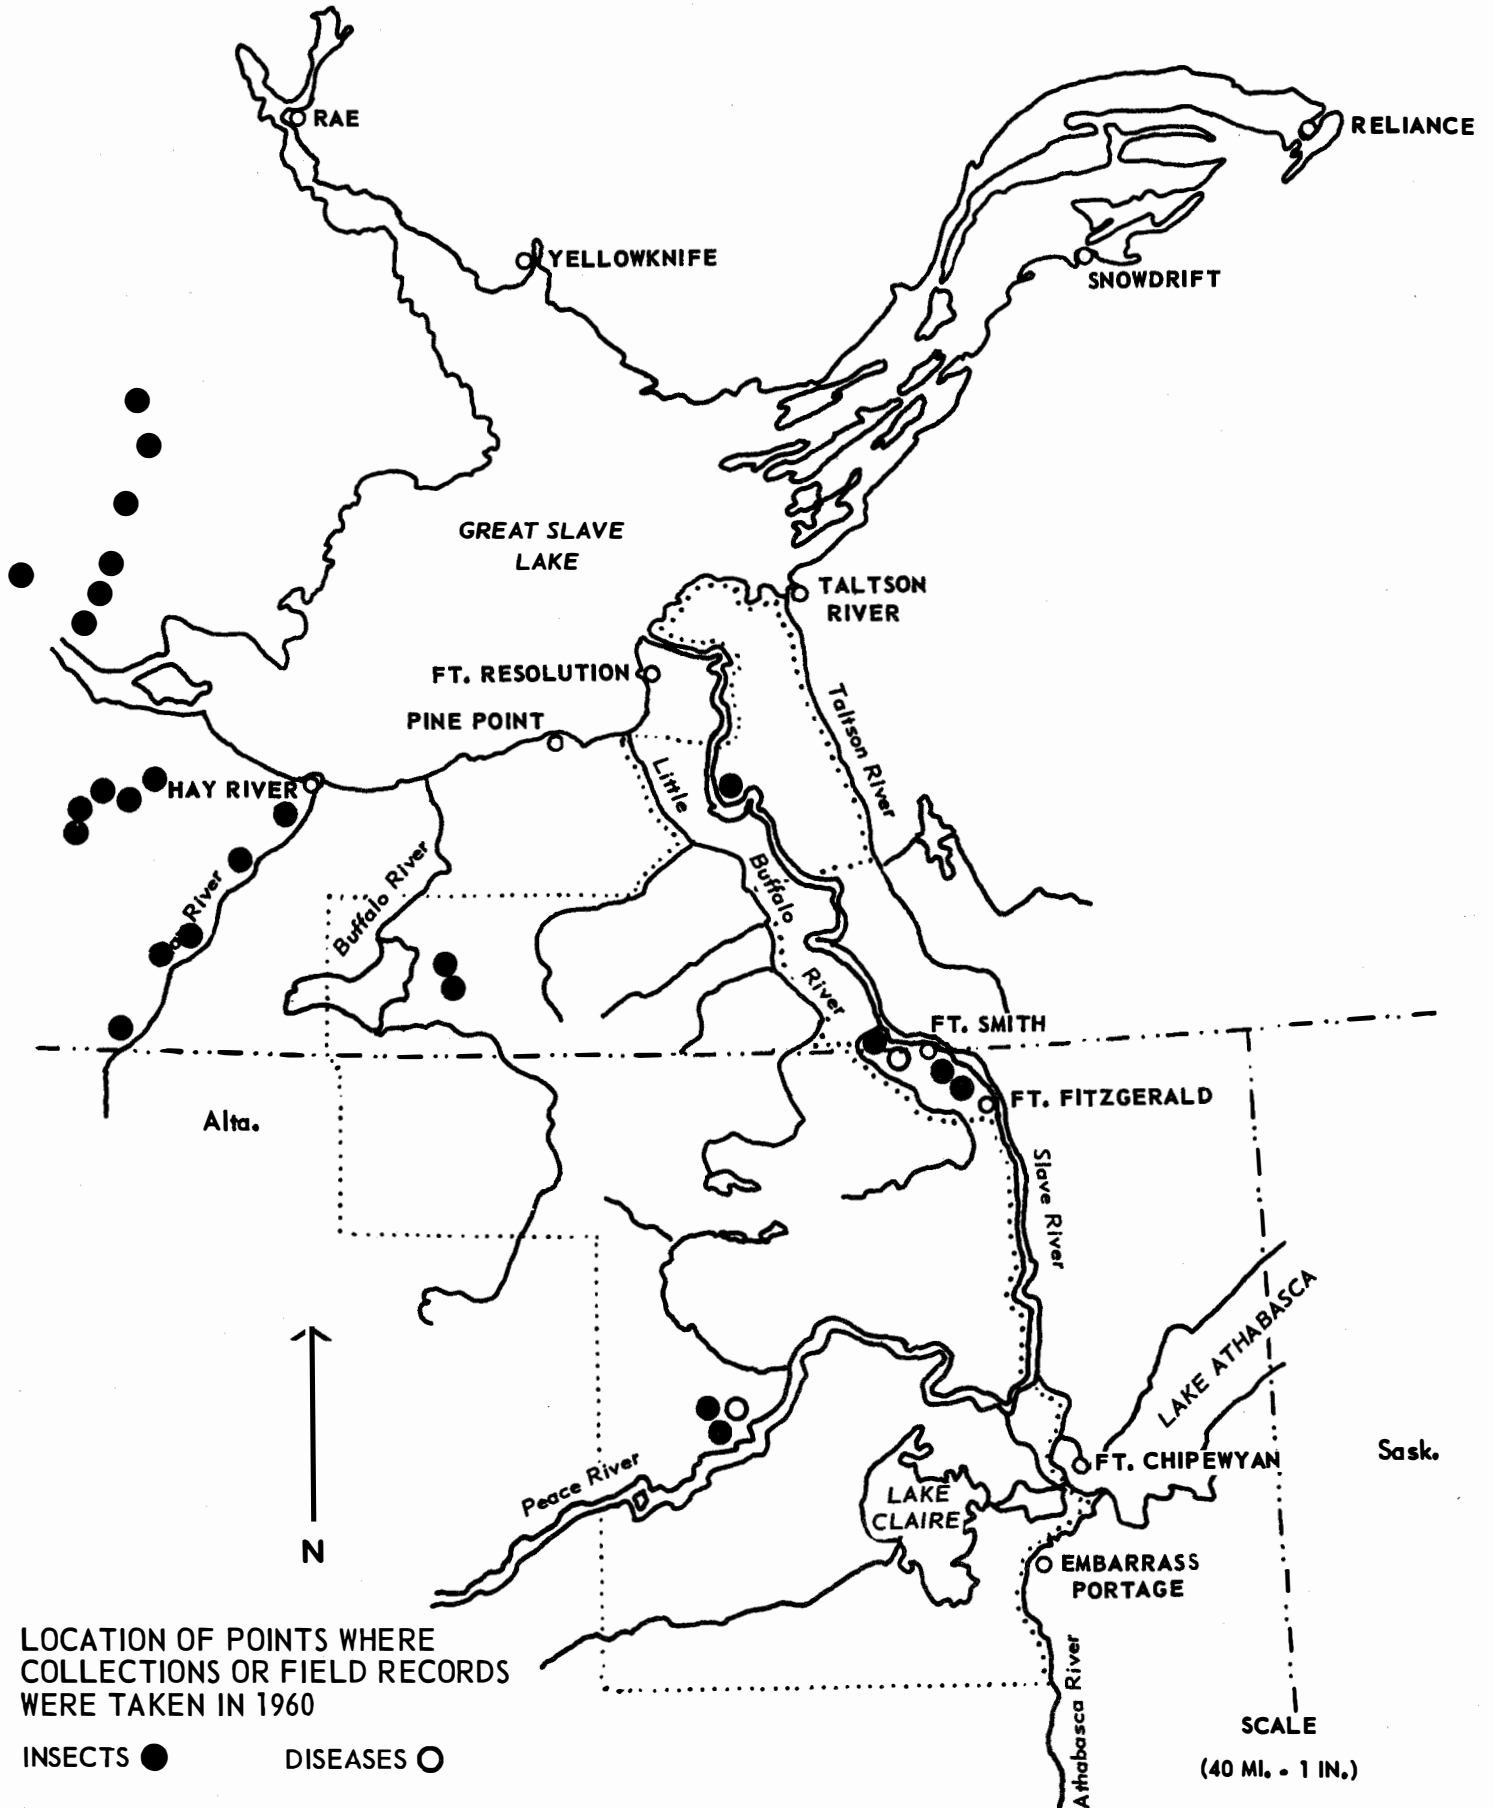 RAE
RELIANCE
YELLOWKNIFE
SNOWDRIFT
GREAT SLAVE
LAKE
TALTSON
RIVER
FT. RESOLUTION
PINE POINT
Taltson River
HAY RIVER
Little
Buffalo
River
Buffalo River
River
FT. SMITH
FT. FITZGERALD
Alta.
Slave River
LAKE ATHABASCA
Sask.
FT. CHIPEWYAN
Peace River
LAKE
CLAIRE
N
EMBARRASS
PORTAGE
Athabasca River
LOCATION OF POINTS WHERE
COLLECTIONS OR FIELD RECORDS
WERE TAKEN IN 1960
INSECTS
DISEASES
SCALE
(40 MI. - 1 IN.)